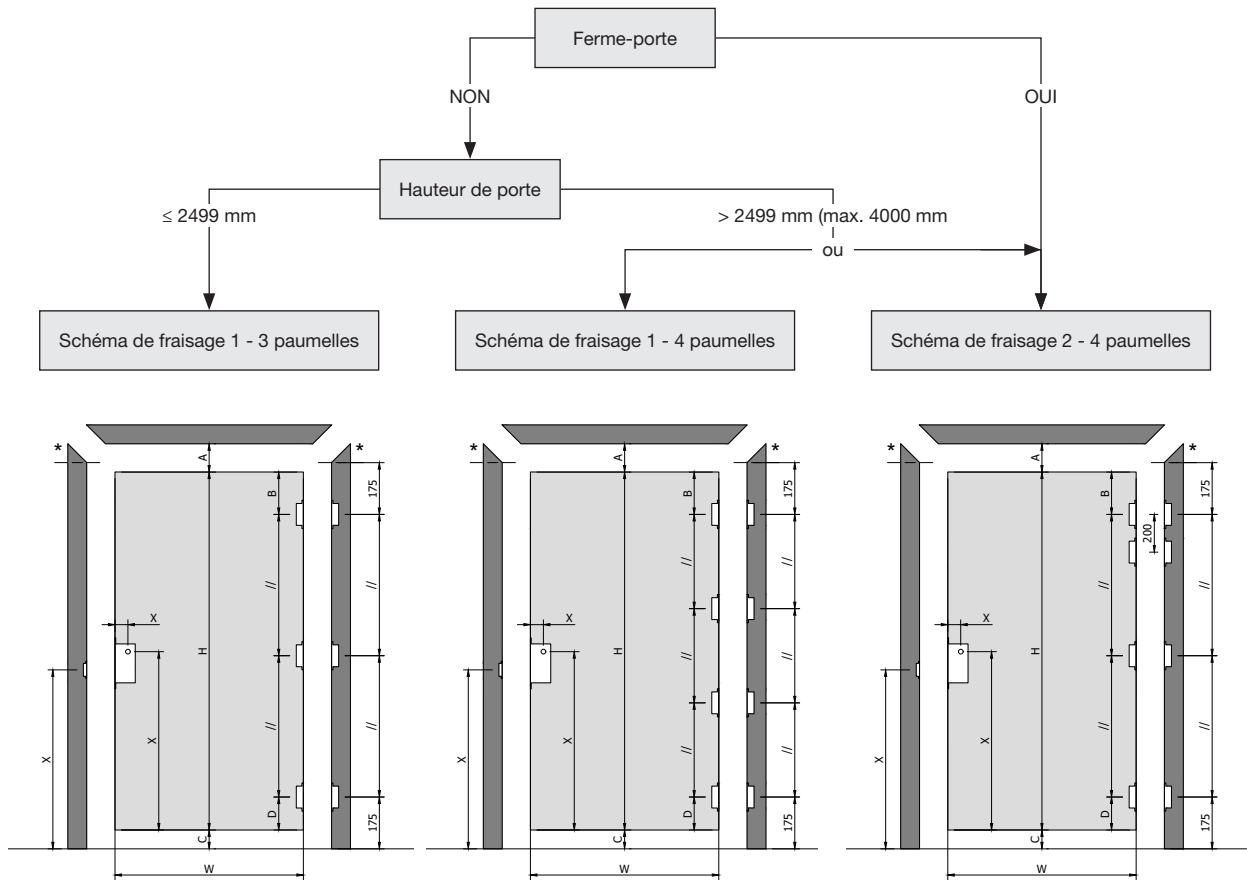 Ferme-porte
NON
OUI
Hauteur de porte
≤ 2499 mm
> 2499 mm (max. 4000 mm
ou
Schéma de fraisage 1 - 3 paumelles
Schéma de fraisage 1 - 4 paumelles
Schéma de fraisage 2 - 4 paumelles
*
*
A
B
175
//
//
X
H
//
//
X
X
D
175
C
W
*
*
A
B
175
//
//
X
H
//
//
X
X
//
//
D
175
C
W
*
*
A
B
175
200
//
//
X
H
//
//
X
X
D
175
C
W